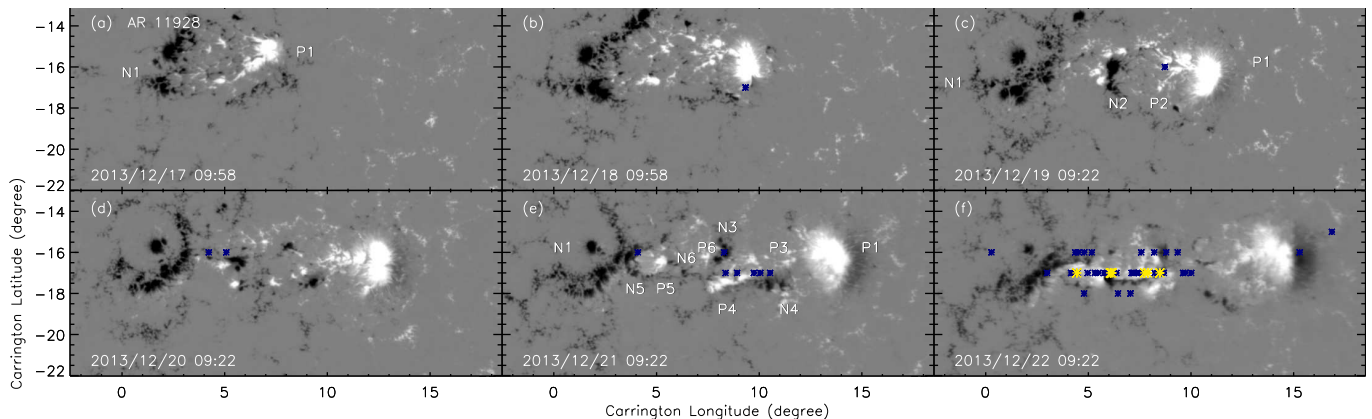 (a) AR 11928
N1
P1
2013/12/17 09:58
(b)
2013/12/18 09:58
(c)
N1
N2
P2
P1
2013/12/19 09:22
-14
-16
-18
-20
-22
(d)
2013/12/20 09:22
(e)
N1
N3
P6
N6
P3
P1
N5 P5
P4
N4
2013/12/21 09:22
(f)
2013/12/22 09:22
-14
-16
-18
-20
-22
0 5 10 15 0 5 10 15 0 5 10 15
Carrington Longitude (degree)
Carrington Latitude (degree)